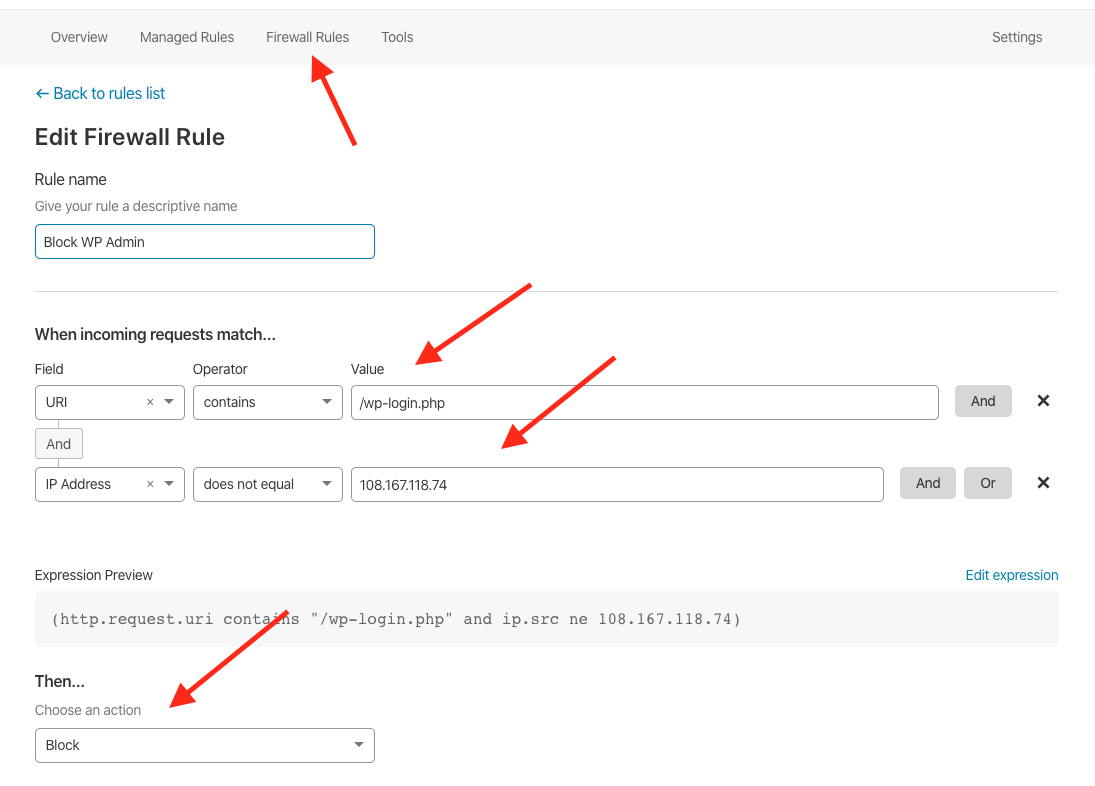 Overview Managed Rules Firewall Rules Tools Settings
← Back to rules list
Edit Firewall Rule
Rule name
Give your rule a descriptive name
Block WP Admin
When incoming requests match...
Field Operator Value
URI × contains /wp-login.php And ×
And
IP Address × does not equal 108.167.118.74 And Or ×
Expression Preview Edit expression
(http.request.uri contains "/wp-login.php" and ip.src ne 108.167.118.74)
Then...
Choose an action
Block